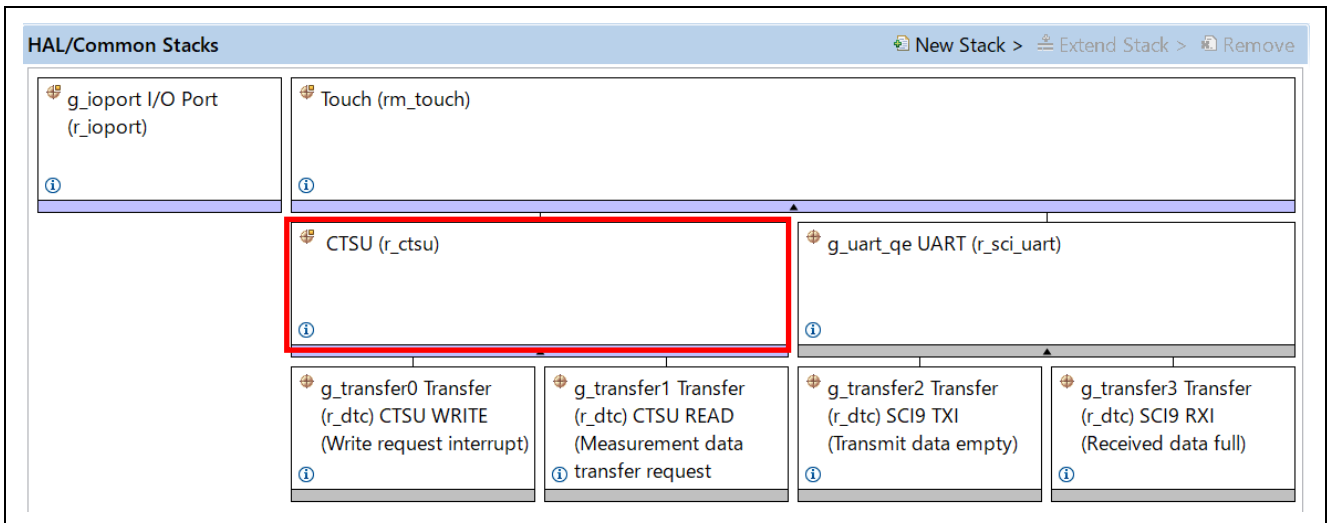 HAL/Common Stacks
New Stack > Extend Stack > Remove
g_ioport I/O Port
(r_ioport)
Touch (rm_touch)
CTSU (r_ctsu)
g_uart_qe UART (r_sci_uart)
g_transfer0 Transfer
(r_dtc) CTSU WRITE
(Write request interrupt)
g_transfer1 Transfer
(r_dtc) CTSU READ
(Measurement data
transfer request
g_transfer2 Transfer
(r_dtc) SCI9 TXI
(Transmit data empty)
g_transfer3 Transfer
(r_dtc) SCI9 RXI
(Received data full)